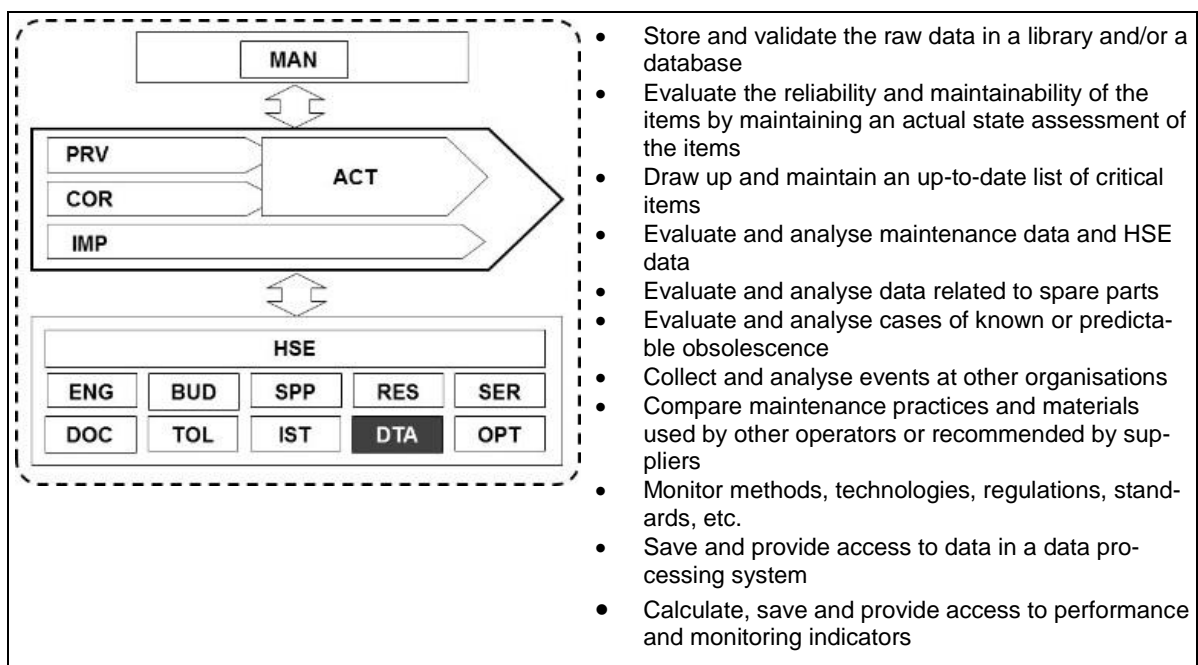 MAN
PRV
ACT
COR
IMP
HSE
ENG BUD SPP RES SER
DOC TOL IST DTA OPT
• Store and validate the raw data in a library and/or a
database
• Evaluate the reliability and maintainability of the
items by maintaining an actual state assessment of
the items
• Draw up and maintain an up-to-date list of critical
items
• Evaluate and analyse maintenance data and HSE
data
• Evaluate and analyse data related to spare parts
• Evaluate and analyse cases of known or predicta-
ble obsolescence
• Collect and analyse events at other organisations
• Compare maintenance practices and materials
used by other operators or recommended by sup-
pliers
• Monitor methods, technologies, regulations, stand-
ards, etc.
• Save and provide access to data in a data pro-
cessing system
• Calculate, save and provide access to performance
and monitoring indicators